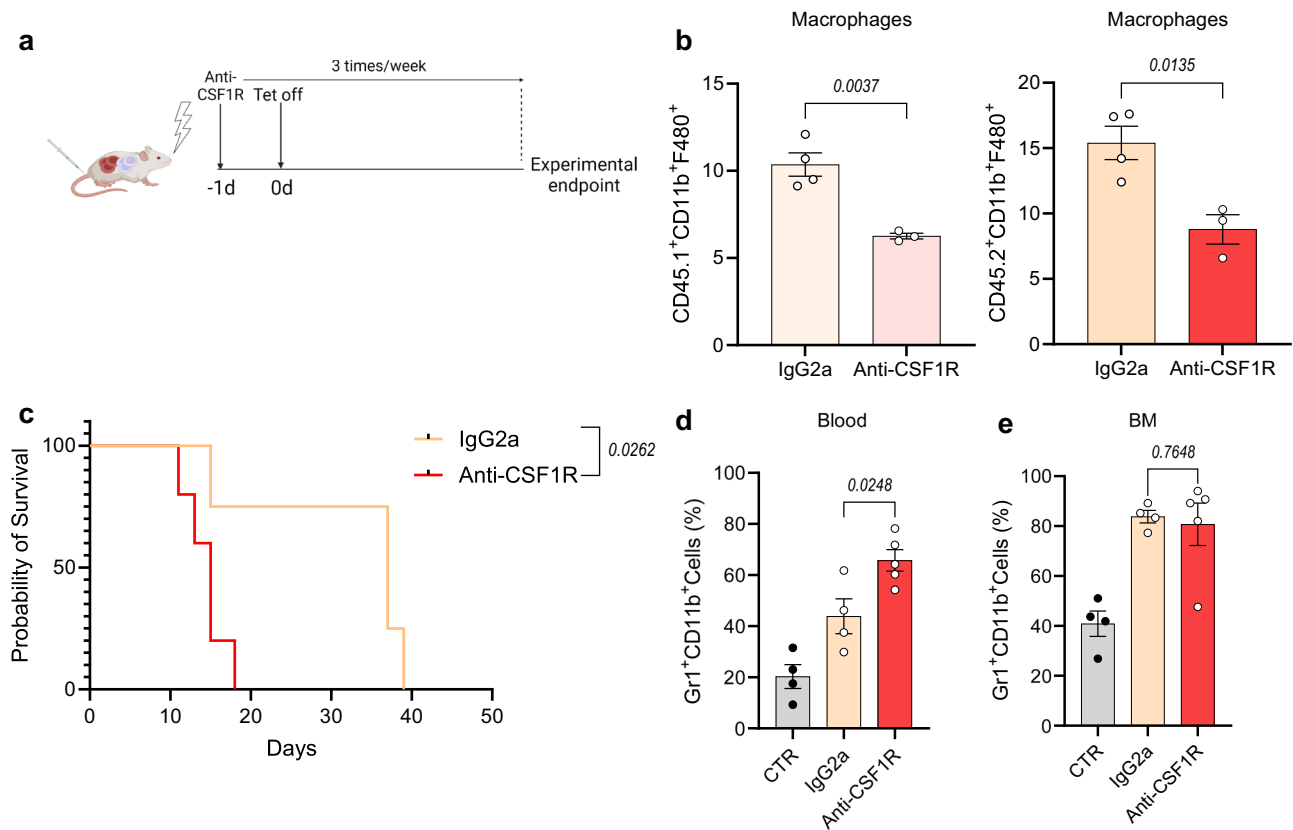 a
3 times/week
Anti-
CSF1R
Tet off
-1d
0d
Experimental
endpoint
b
Macrophages
CD45.1⁺CD11b⁺F480⁺
15
10
5
0
0.0037
IgG2a
Anti-CSF1R
Macrophages
CD45.2⁺CD11b⁺F480⁺
20
15
10
5
0
0.0135
IgG2a
Anti-CSF1R
c
Probability of Survival
100
50
0
0
10
20
30
40
50
Days
IgG2a
Anti-CSF1R
0.0262
d
Blood
Gr1⁺CD11b⁺Cells (%)
100
80
60
40
20
0
0.0248
CTR
IgG2a
Anti-CSF1R
e
BM
Gr1⁺CD11b⁺Cells (%)
100
80
60
40
20
0
0.7648
CTR
IgG2a
Anti-CSF1R